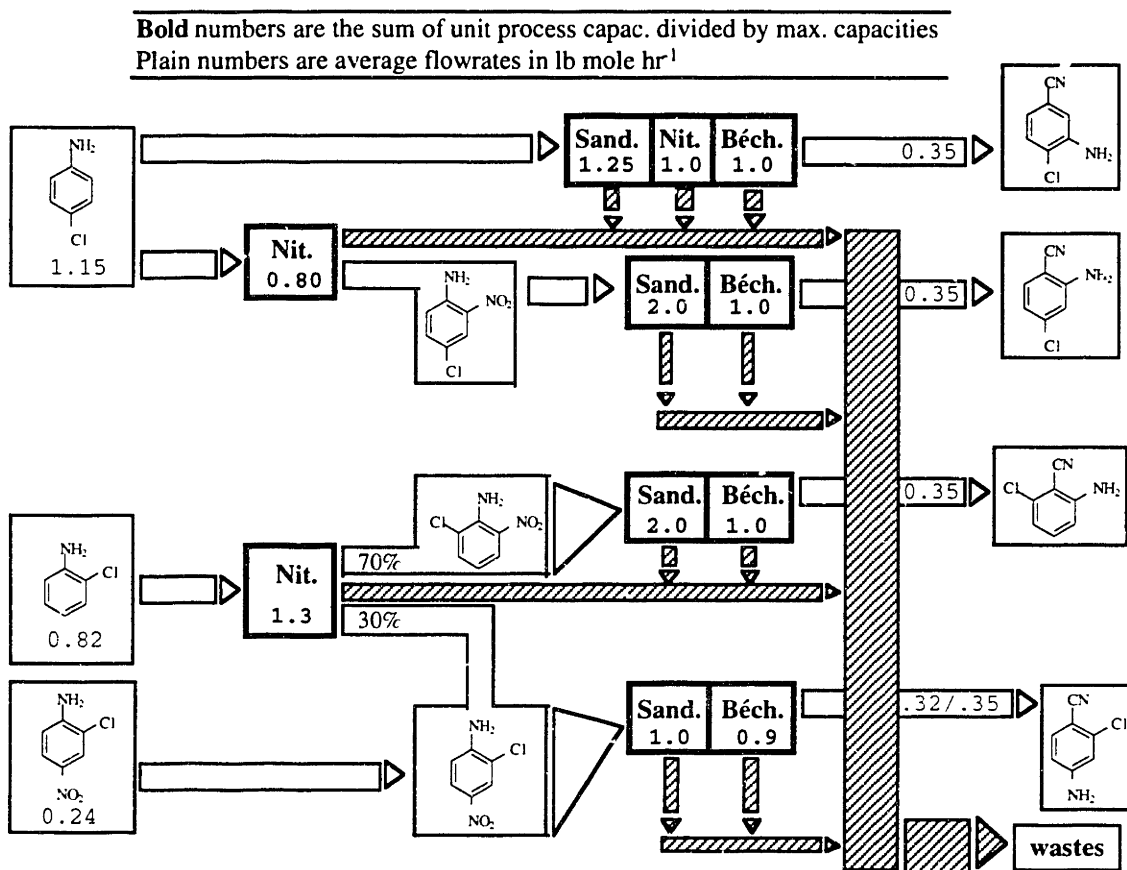 Bold numbers are the sum of unit process capac. divided by max. capacities
Plain numbers are average flowrates in lb mole hr⁻¹
NH₂
Cl
1.15
Sand. Nit. Béch.
1.25 1.0 1.0
0.35
CN
NH₂
Cl
Nit.
0.80
NH₂
NO₂
Cl
Sand. Béch.
2.0 1.0
0.35
CN
NH₂
Cl
NH₂
Cl
0.82
Nit.
1.3
70%
NH₂
Cl
NO₂
30%
Sand. Béch.
2.0 1.0
0.35
CN
Cl
NH₂
NH₂
Cl
NO₂
0.24
NH₂
Cl
NO₂
Sand. Béch.
1.0 0.9
.32/.35
CN
Cl
NH₂
wastes